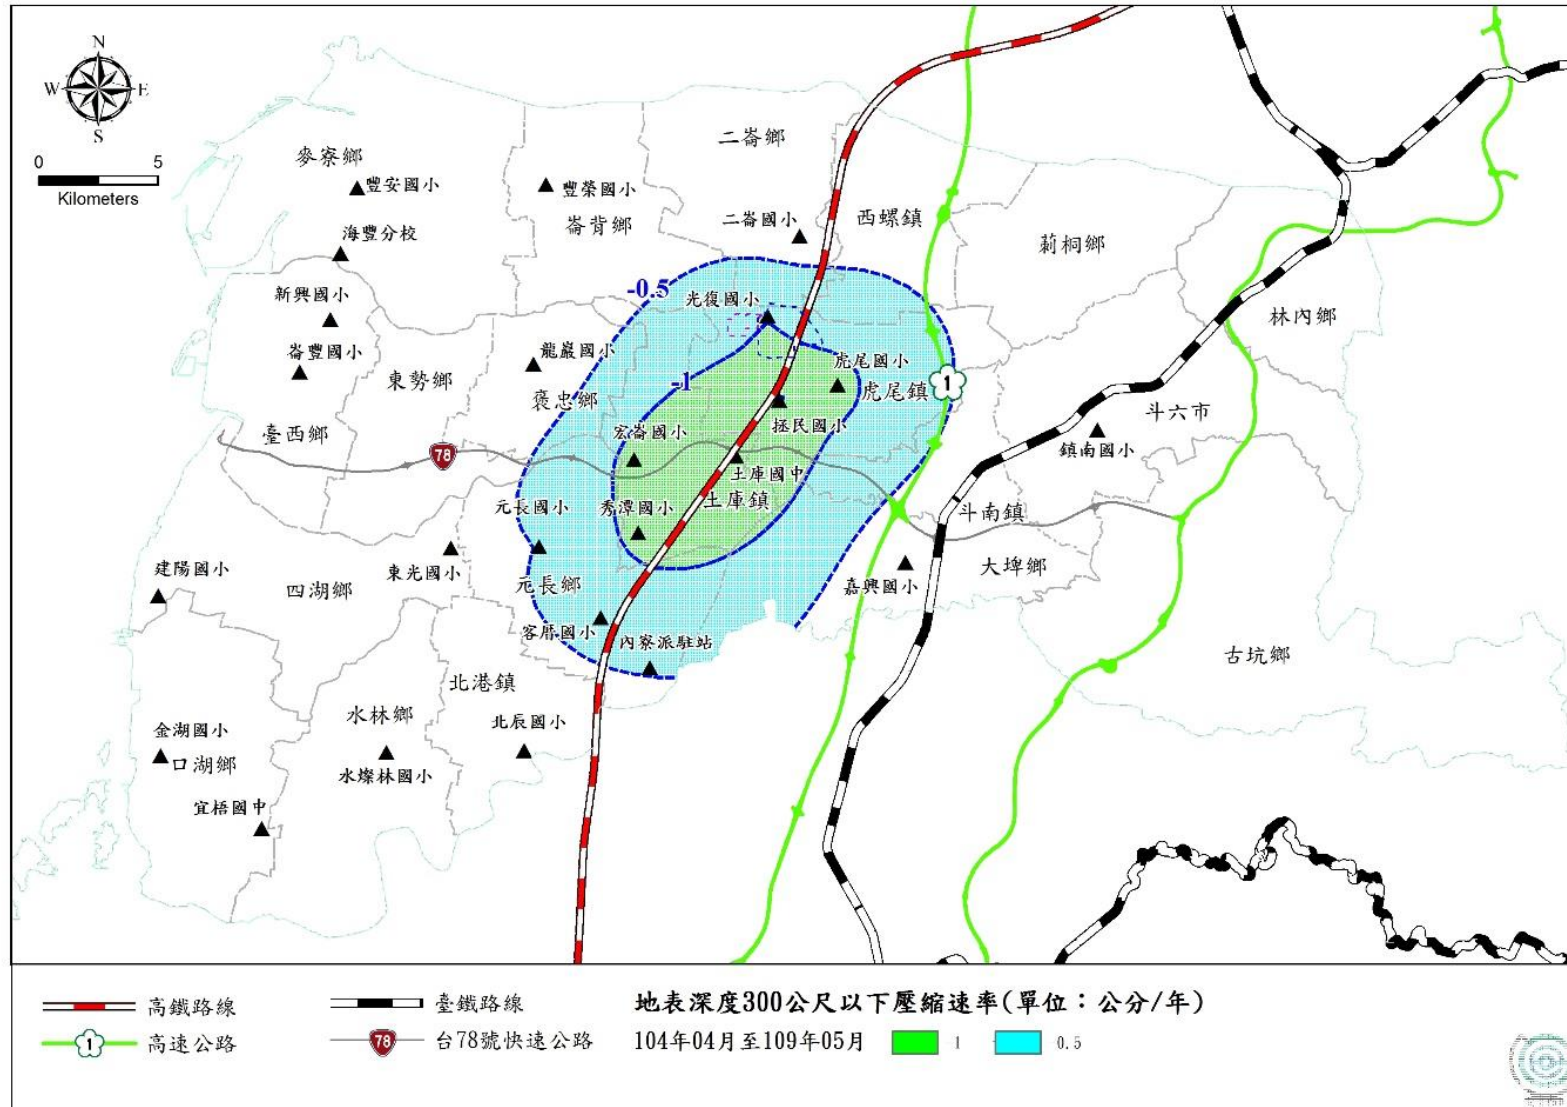 N
W
E
S
0
5
Kilometers
二崙鄉
麥寮鄉
豐安國小
豐榮國小
崙背鄉
二崙國小
西螺鎮
海豐分校
莿桐鄉
新興國小
-0.5
光復國小
林內鄉
崙豐國小
龍巖國小
虎尾國小
東勢鄉
-1
1
虎尾鎮
褒忠鄉
斗六市
臺西鄉
宏崙國小
拯民國小
鎮南國小
78
土庫國中
元長國小
秀潭國小
土庫鎮
斗南鎮
建陽國小
東光國小
四湖鄉
元長鄉
嘉興國小
大埤鄉
客厝國小
內寮派駐站
古坑鄉
北港鎮
水林鄉
北辰國小
金湖國小
口湖鄉
水燦林國小
宜梧國中
高鐵路線
臺鐵路線
地表深度300公尺以下壓縮速率(單位：公分/年)
1
高速公路
78
台78號快速公路
104年04月至109年05月
1
0.5